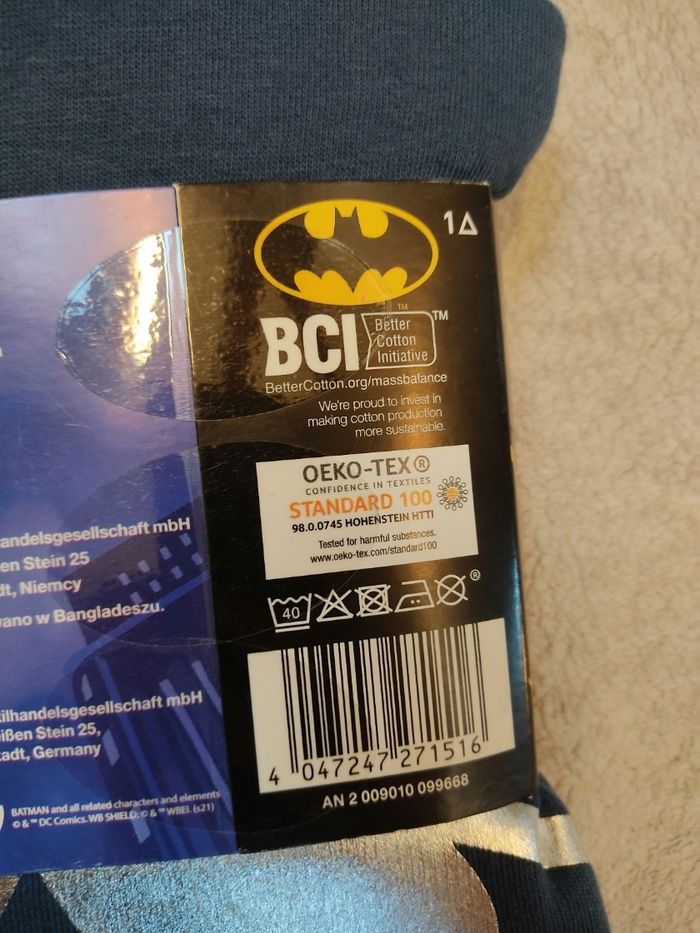 1
TM
BCI Better Cotton Initiative TM
BetterCotton.org/massbalance
We're proud to invest in
making cotton production
more sustainable.
OEKO-TEX®
CONFIDENCE IN TEXTILES
STANDARD 100
98.0.0745 HOHENSTEIN HTTI
Tested for harmful substances.
www.oeko-tex.com/standard100
40 ®
4 047247 271516
AN 2 009010 099668
andelsgesellschaft mbH
en Stein 25
dt, Niemcy
ano w Bangladeszu.
ilhandelsgesellschaft mbH
ißen Stein 25,
adt, Germany
BATMAN and all related characters and elements
© & ™ DC Comics. WB SHIELD: © & ™ WBEI. (s21)